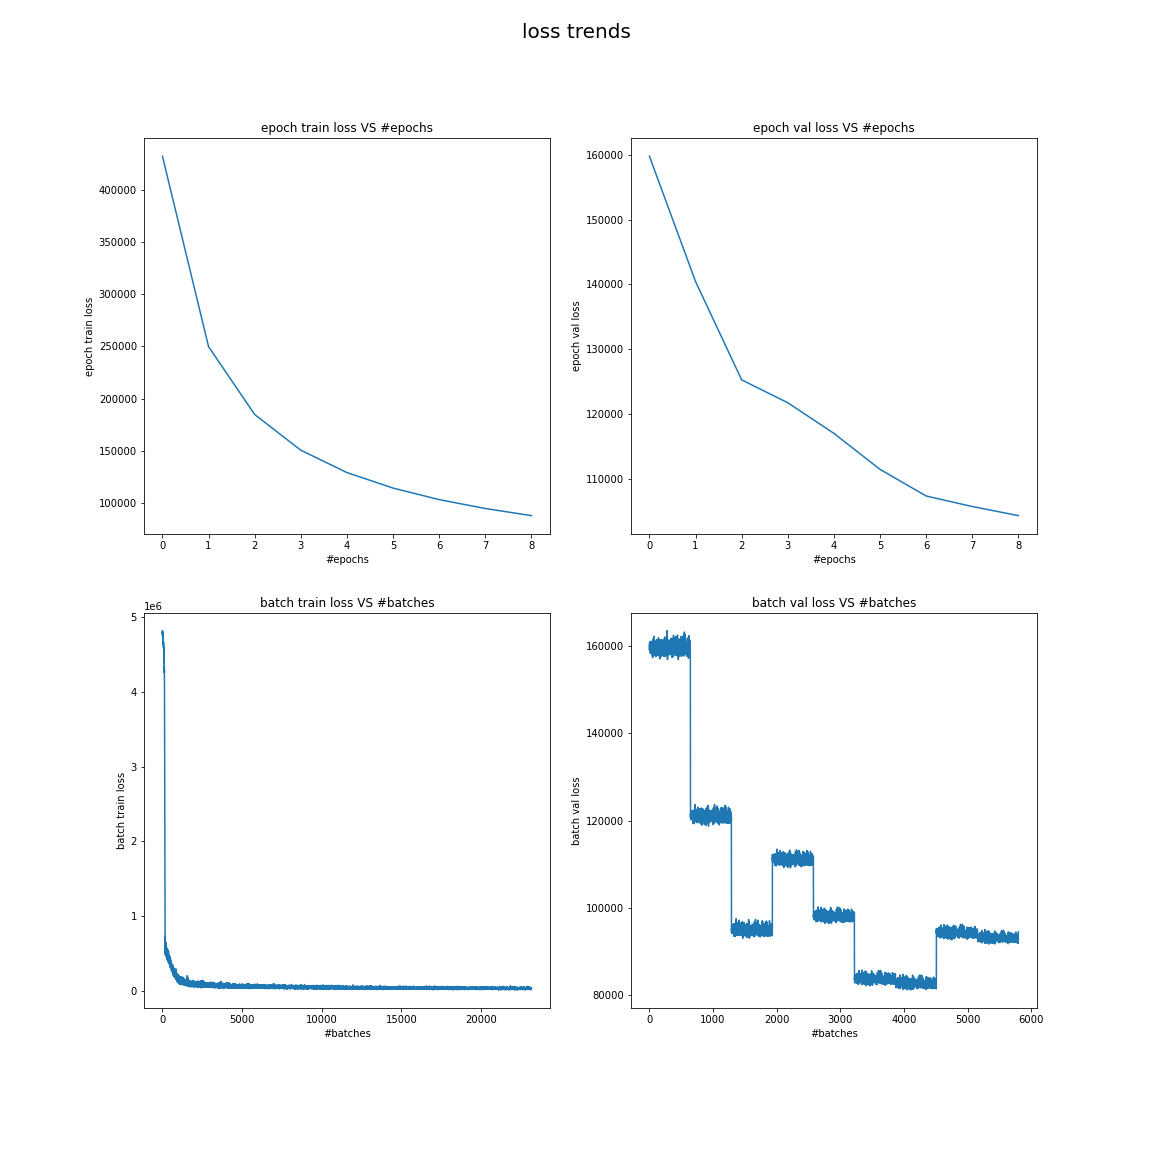 loss trends
epoch train loss VS #epochs
400000
350000
300000
250000
200000
150000
100000
epoch train loss
0 1 2 3 4 5 6 7 8
#epochs
epoch val loss VS #epochs
160000
150000
140000
130000
120000
110000
epoch val loss
0 1 2 3 4 5 6 7 8
#epochs
batch train loss VS #batches
1e6
5
4
3
2
1
0
batch train loss
0 5000 10000 15000 20000
#batches
batch val loss VS #batches
160000
140000
120000
100000
80000
batch val loss
0 1000 2000 3000 4000 5000 6000
#batches